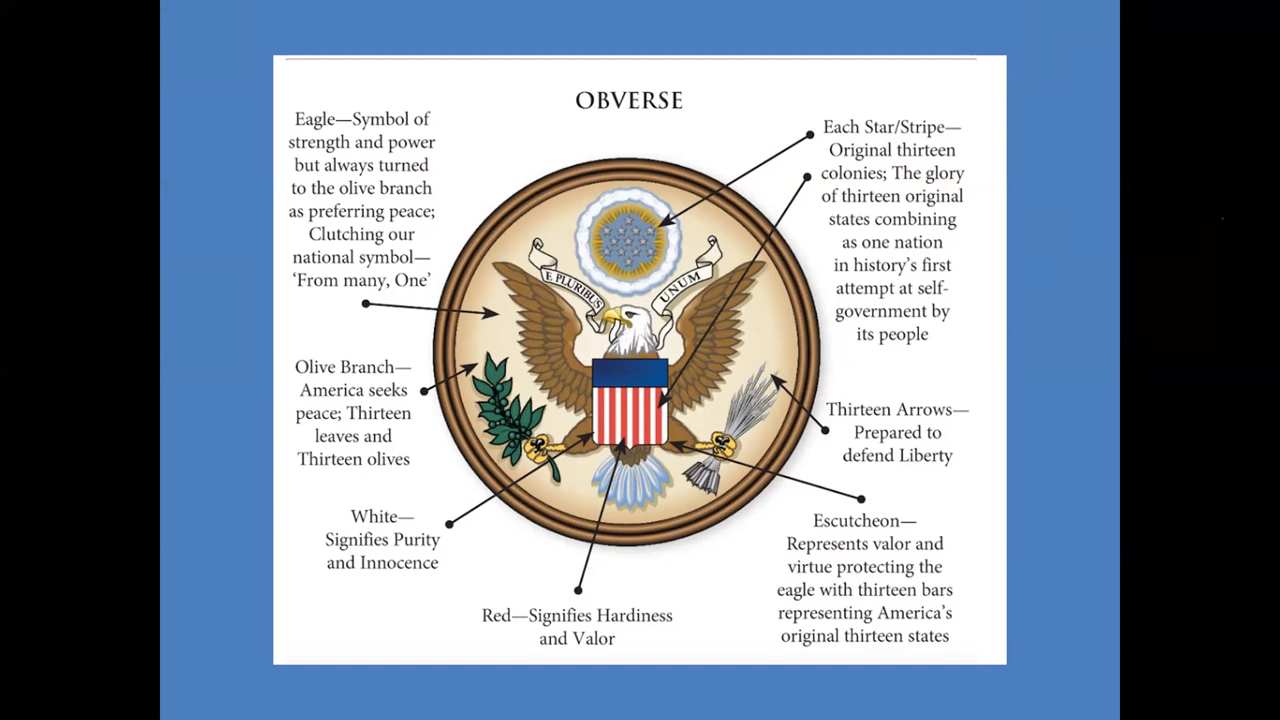 OBVERSE
Eagle—Symbol of
strength and power
but always turned
to the olive branch
as preferring peace;
Clutching our
national symbol—
‘From many, One’
Each Star/Stripe—
Original thirteen
colonies; The glory
of thirteen original
states combining
as one nation
in history’s first
attempt at self-
government by
its people
E PLURIBUS
UNUM
Olive Branch—
America seeks
peace; Thirteen
leaves and
Thirteen olives
Thirteen Arrows—
Prepared to
defend Liberty
White—
Signifies Purity
and Innocence
Escutcheon—
Represents valor and
virtue protecting the
eagle with thirteen bars
representing America’s
original thirteen states
Red—Signifies Hardiness
and Valor